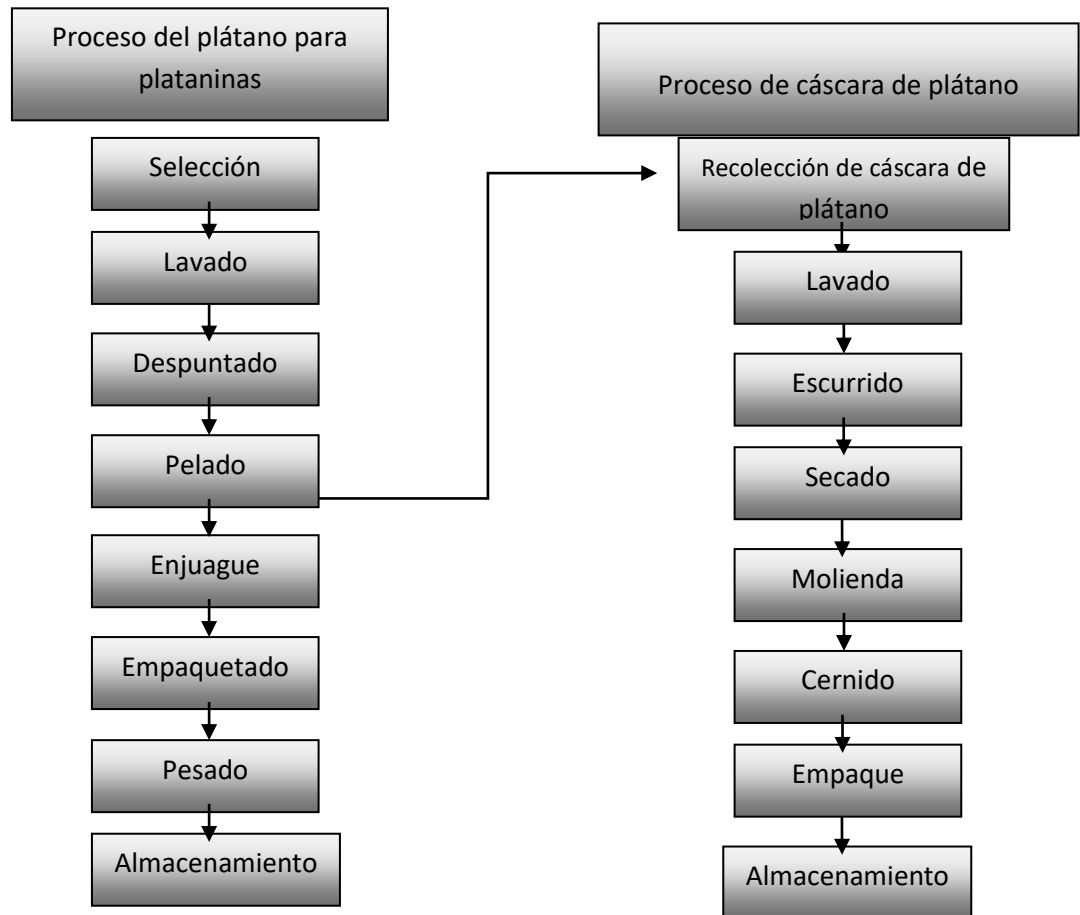 Proceso del plátano para
plataninas
Selección
Lavado
Despuntado
Pelado
Enjuague
Empaquetado
Pesado
Almacenamiento
Proceso de cáscara de plátano
Recolección de cáscara de
plátano
Lavado
Escurrido
Secado
Molienda
Cernido
Empaque
Almacenamiento